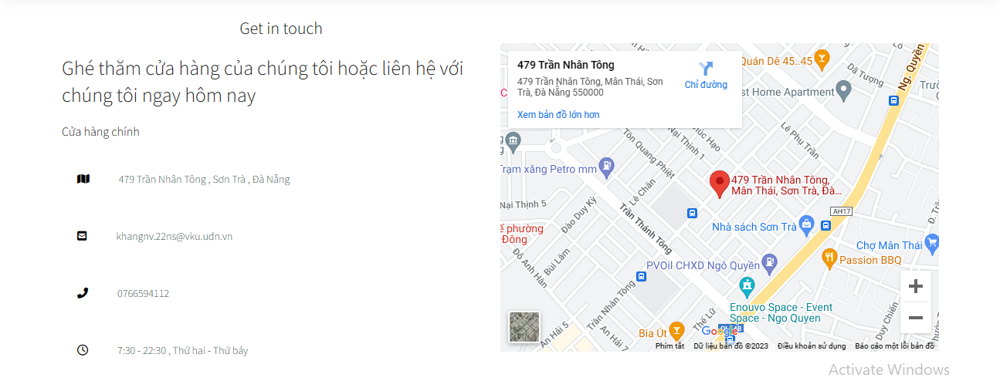 Get in touch
Ghé thăm cửa hàng của chúng tôi hoặc liên hệ với
chúng tôi ngay hôm nay
Cửa hàng chính
479 Trần Nhân Tông , Sơn Trà , Đà Nẵng
khangnv.22ns@vku.udn.vn
0766594112
7:30 - 22:30 , Thứ hai - Thứ bảy
479 Trần Nhân Tông
479 Trần Nhân Tông, Mân Thái, Sơn
Trà, Đà Nẵng 550000
Chỉ đường
Xem bản đồ lớn hơn
Quán Dê 45..45
Ng. Quyền
Dã Tượng
st Home Apartment
Trườ
Lê Phụ Trần
húc Hạo
Nại Thịnh 1
Tôn Quang Phiệt
Trạm xăng Petro mm
Lê Chân
479 Trần Nhân Tông,
Mân Thái, Sơn Trà, Đà...
Nại Thịnh 5
Đào Duy Kỳ
Trần Thánh Tông
AH17
Nhà sách Sơn Trà
Đ. Trần
ế phường
Đông
Đỗ Anh Hàn
Bùi Lâm
Chợ Mân Thái
Passion BBQ
PVOil CHXD Ngô Quyền
Trần Nhân Tông
Enouvo Space - Event
Space - Ngo Quyen
Thế Lữ
Duy Chiến
An Hải 5
An Hải 7
Bia Út
Google
Phím tắt
Dữ liệu bản đồ ©2023
Điều khoản sử dụng
Báo cáo một lỗi bản đồ
Activate Windows